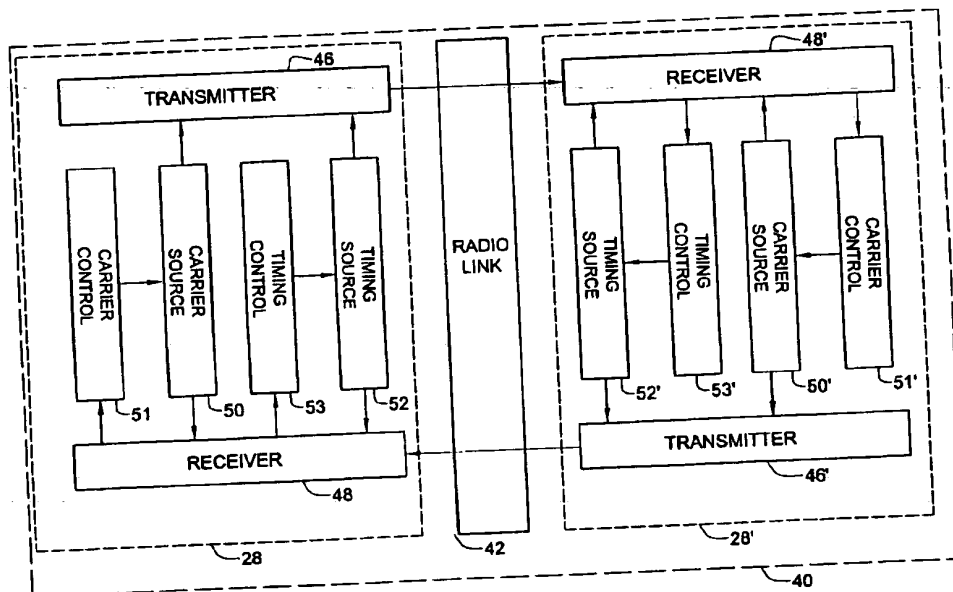 46
TRANSMITTER
48'
RECEIVER
CARRIER
CONTROL
CARRIER
SOURCE
TIMING
CONTROL
TIMING
SOURCE
RADIO
LINK
TIMING
SOURCE
TIMING
CONTROL
CARRIER
SOURCE
CARRIER
CONTROL
51
50
53
52
52'
53'
50'
51'
RECEIVER
48
TRANSMITTER
46'
28
42
28'
40